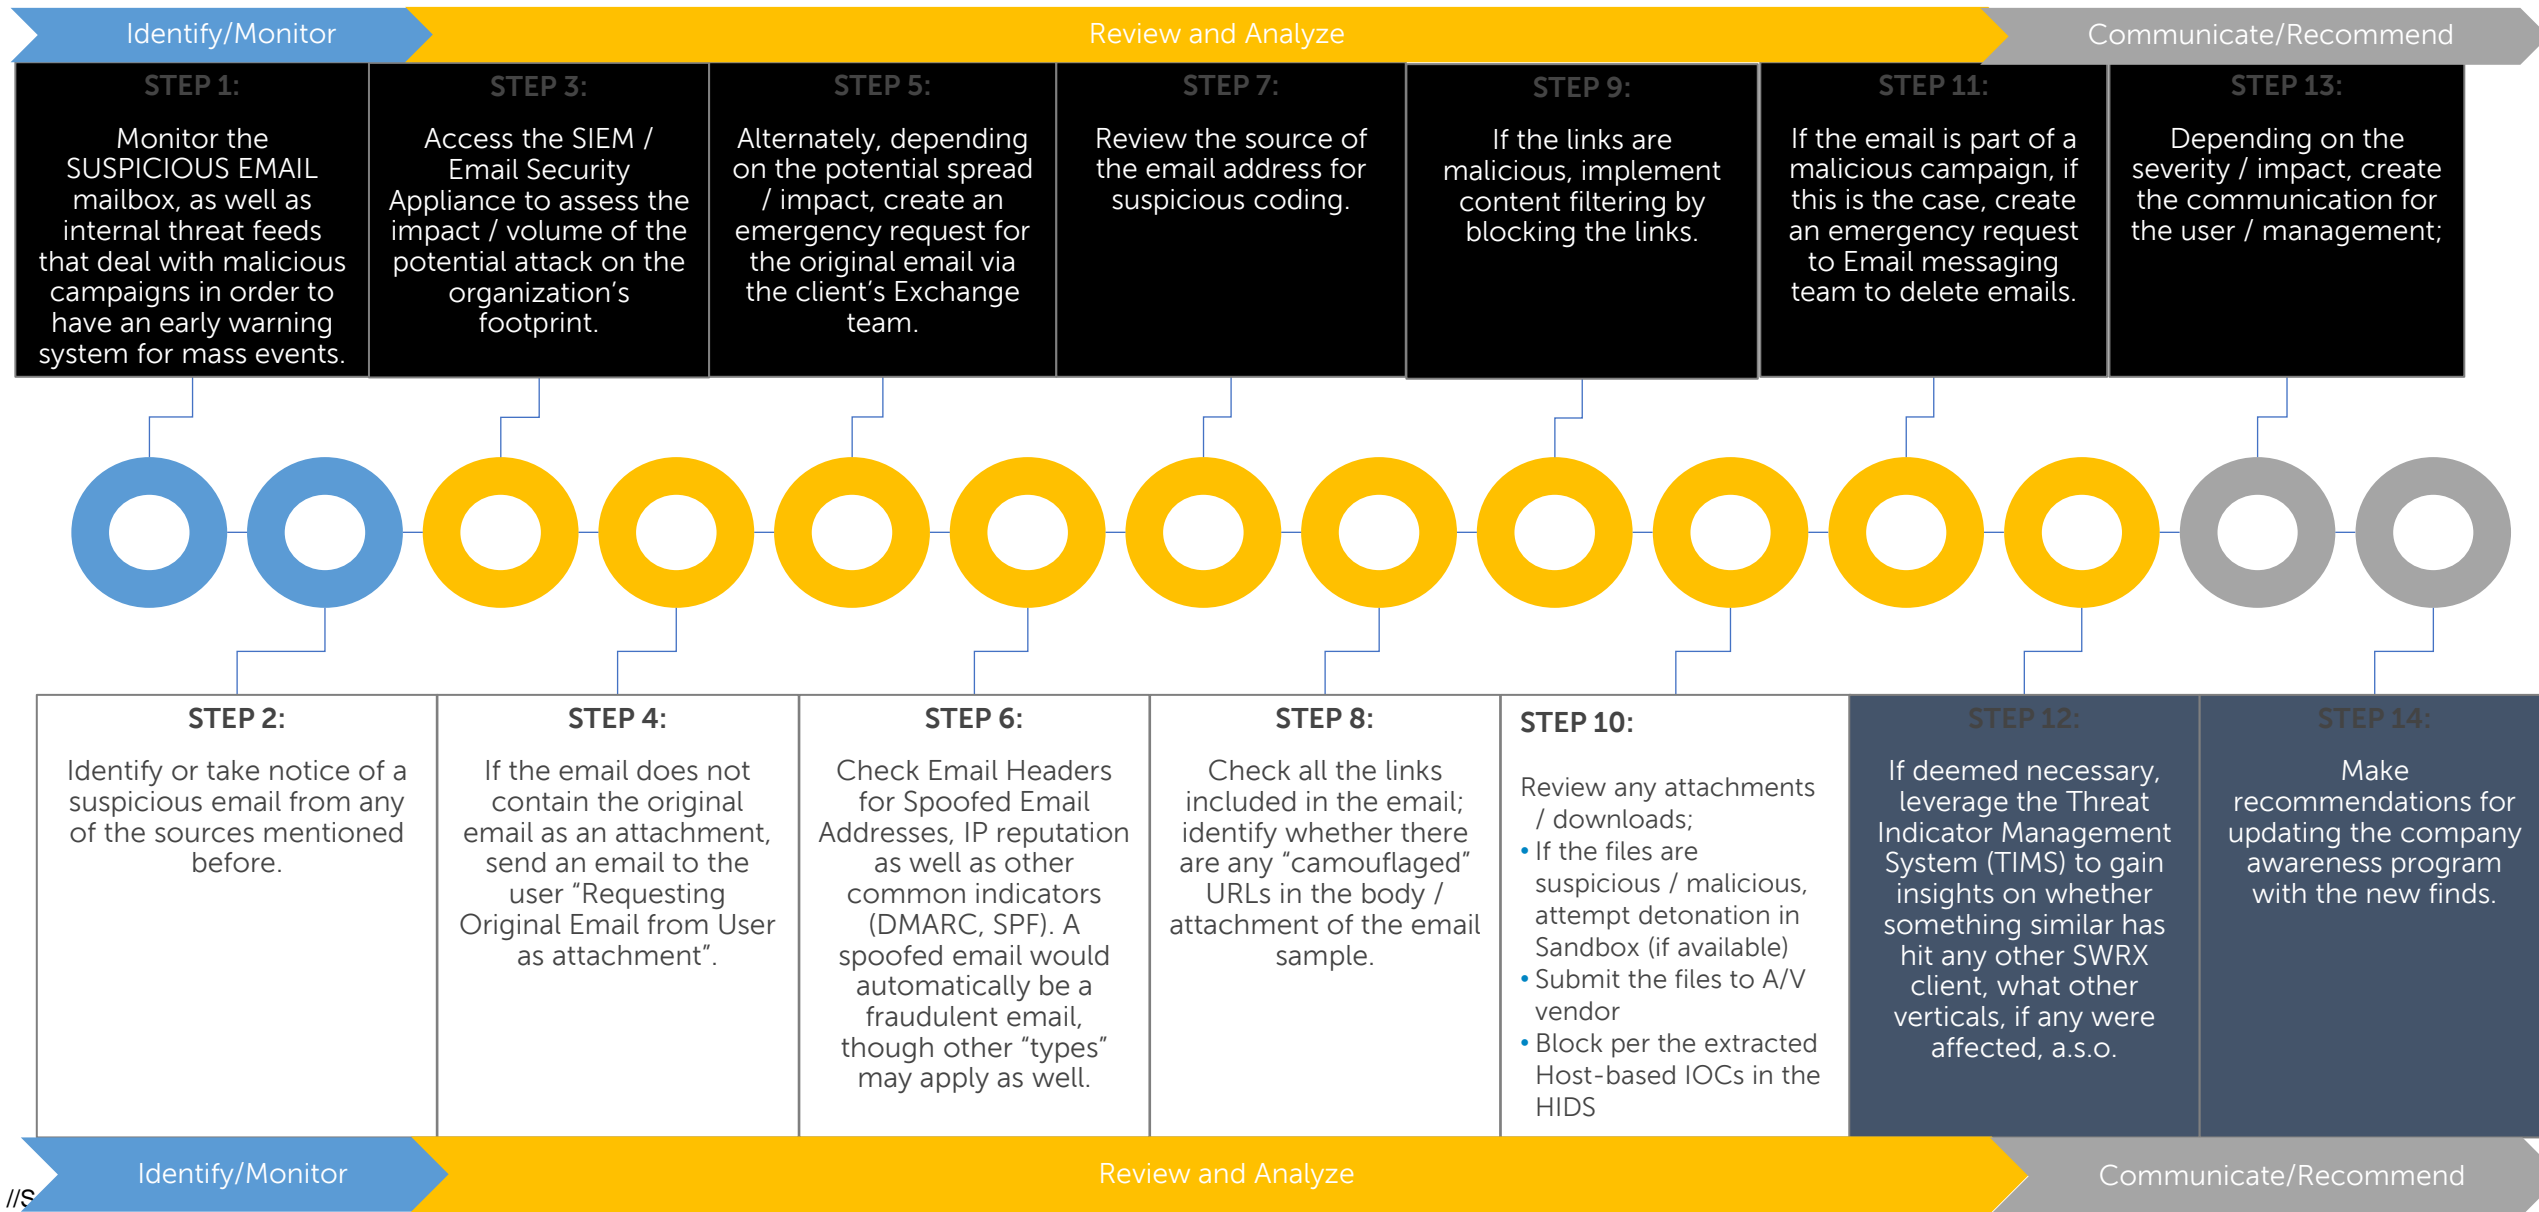 Identify/Monitor
Review and Analyze
Communicate/Recommend
STEP 1:
Monitor the
SUSPICIOUS EMAIL
mailbox, as well as
internal threat feeds
that deal with malicious
campaigns in order to
have an early warning
system for mass events.
STEP 3:
Access the SIEM /
Email Security
Appliance to assess the
impact / volume of the
potential attack on the
organization’s
footprint.
STEP 5:
Alternately, depending
on the potential spread
/ impact, create an
emergency request for
the original email via
the client’s Exchange
team.
STEP 7:
Review the source of
the email address for
suspicious coding.
STEP 9:
If the links are
malicious, implement
content filtering by
blocking the links.
STEP 11:
If the email is part of a
malicious campaign, if
this is the case, create
an emergency request
to Email messaging
team to delete emails.
STEP 13:
Depending on the
severity / impact, create
the communication for
the user / management;
STEP 2:
Identify or take notice of a
suspicious email from any
of the sources mentioned
before.
STEP 4:
If the email does not
contain the original
email as an attachment,
send an email to the
user “Requesting
Original Email from User
as attachment”.
STEP 6:
Check Email Headers
for Spoofed Email
Addresses, IP reputation
as well as other
common indicators
(DMARC, SPF). A
spoofed email would
automatically be a
fraudulent email,
though other “types”
may apply as well.
STEP 8:
Check all the links
included in the email;
identify whether there
are any “camouflaged”
URLs in the body /
attachment of the email
sample.
STEP 10:
Review any attachments
/ downloads;
• If the files are
suspicious / malicious,
attempt detonation in
Sandbox (if available)
• Submit the files to A/V
vendor
• Block per the extracted
Host-based IOCs in the
HIDS
STEP 12:
If deemed necessary,
leverage the Threat
Indicator Management
System (TIMS) to gain
insights on whether
something similar has
hit any other SWRX
client, what other
verticals, if any were
affected, a.s.o.
STEP 14:
Make
recommendations for
updating the company
awareness program
with the new finds.
Identify/Monitor
Review and Analyze
Communicate/Recommend